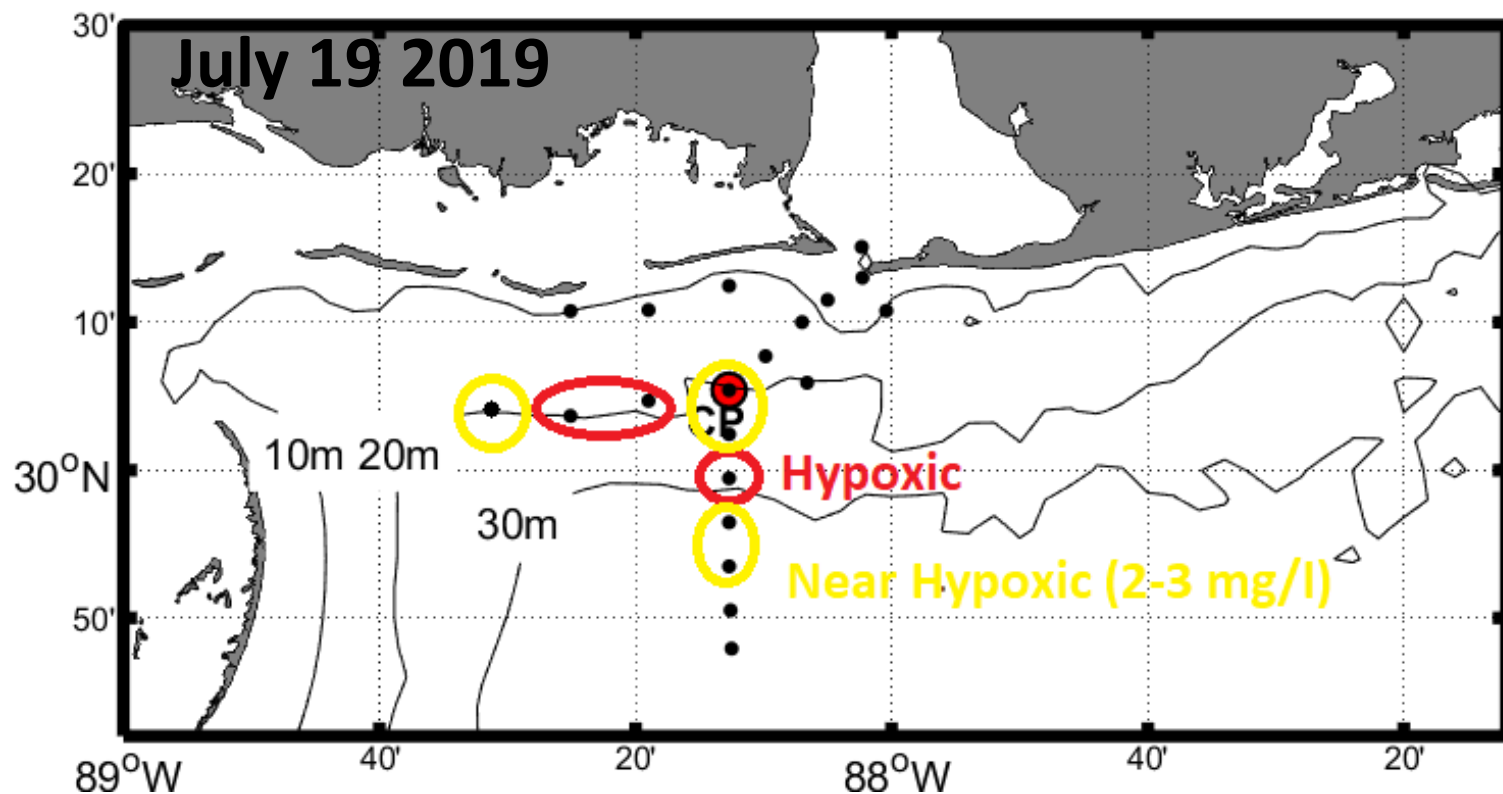 July 19 2019
30'
20'
10'
CP
10m 20m
30°N
Hypoxic
30m
Near Hypoxic (2-3 mg/l)
50'
89°W
40'
20'
88°W
40'
20'